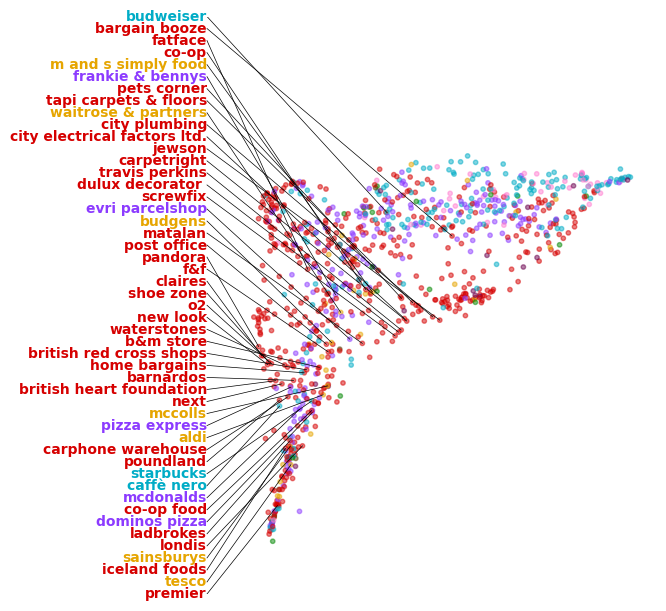 budweiser
bargain booze
fatface
co-op
m and s simply food
frankie & bennys
pets corner
tapi carpets & floors
waitrose & partners
city plumbing
city electrical factors ltd.
jewson
carpetright
travis perkins
dulux decorator
screwfix
evri parcelshop
budgens
matalan
post office
pandora
f&f
claires
shoe zone
o2
new look
waterstones
b&m store
british red cross shops
home bargains
barnardos
british heart foundation
next
mccolls
pizza express
aldi
carphone warehouse
poundland
starbucks
caffè nero
mcdonalds
co-op food
dominos pizza
ladbrokes
londis
sainsburys
iceland foods
tesco
premier